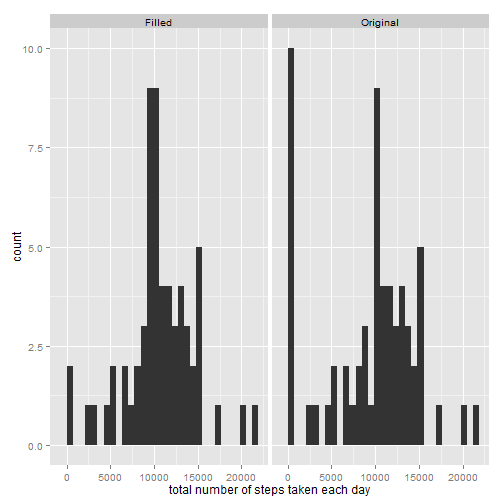 Filled Original
10.0
7.5
5.0
2.5
0.0
count
0 5000 10000 15000 20000 0 5000 10000 15000 20000
total number of steps taken each day